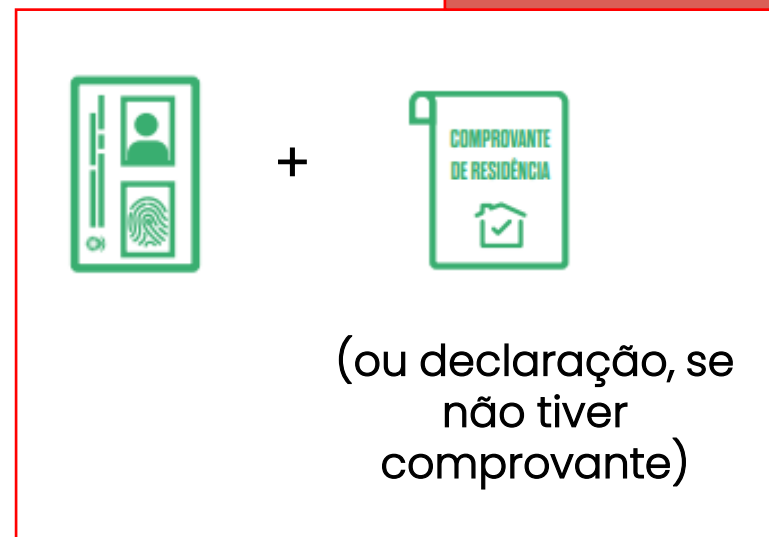 +
COMPROVANTE
DE RESIDÊNCIA
(ou declaração, se
não tiver
comprovante)